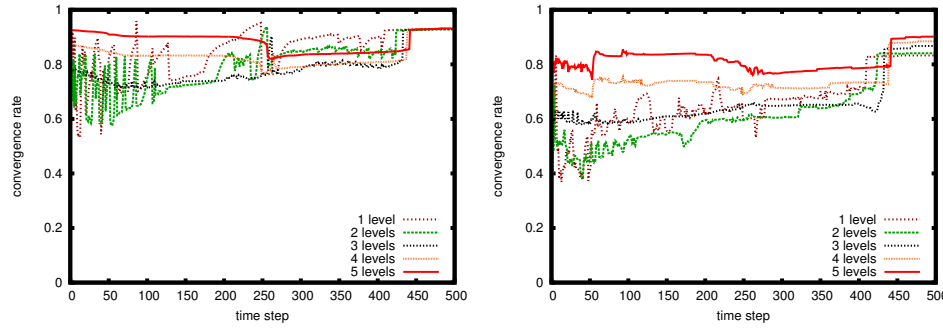 convergence rate
1
0.8
0.6
0.4
0.2
0
0 50 100 150 200 250 300 350 400 450 500
time step
1 level
2 levels
3 levels
4 levels
5 levels
convergence rate
1
0.8
0.6
0.4
0.2
0
0 50 100 150 200 250 300 350 400 450 500
time step
1 level
2 levels
3 levels
4 levels
5 levels